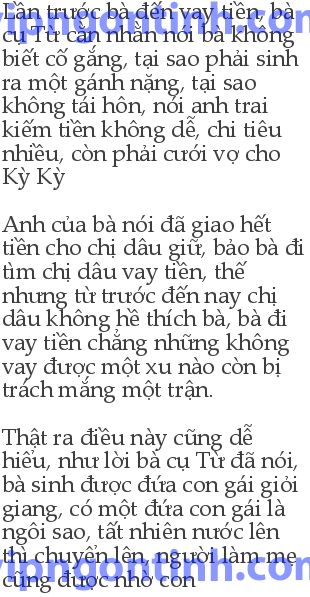 Lần trước bà đến vay tiền, bà
cụ Từ cằn nhằn nói bà không
biết cố gắng, tại sao phải sinh
ra một gánh nặng, tại sao
không tái hôn, nói anh trai
kiếm tiền không dễ, chi tiêu
nhiều, còn phải cưới vợ cho
Kỳ Kỳ
Anh của bà nói đã giao hết
tiền cho chị dâu giữ, bảo bà đi
tìm chị dâu vay tiền, thế
nhưng từ trước đến nay chị
dâu không hề thích bà, bà đi
vay tiền chẳng những không
vay được một xu nào còn bị
trách mắng một trận.
Thật ra điều này cũng dễ
hiểu, như lời bà cụ Từ đã nói,
bà sinh được đứa con gái giỏi
giang, có một đứa con gái là
ngôi sao, tất nhiên nước lên
thì chuyển lên, người làm mẹ
cũng được nhờ con
vipngontinh.com
vipngontinh.com